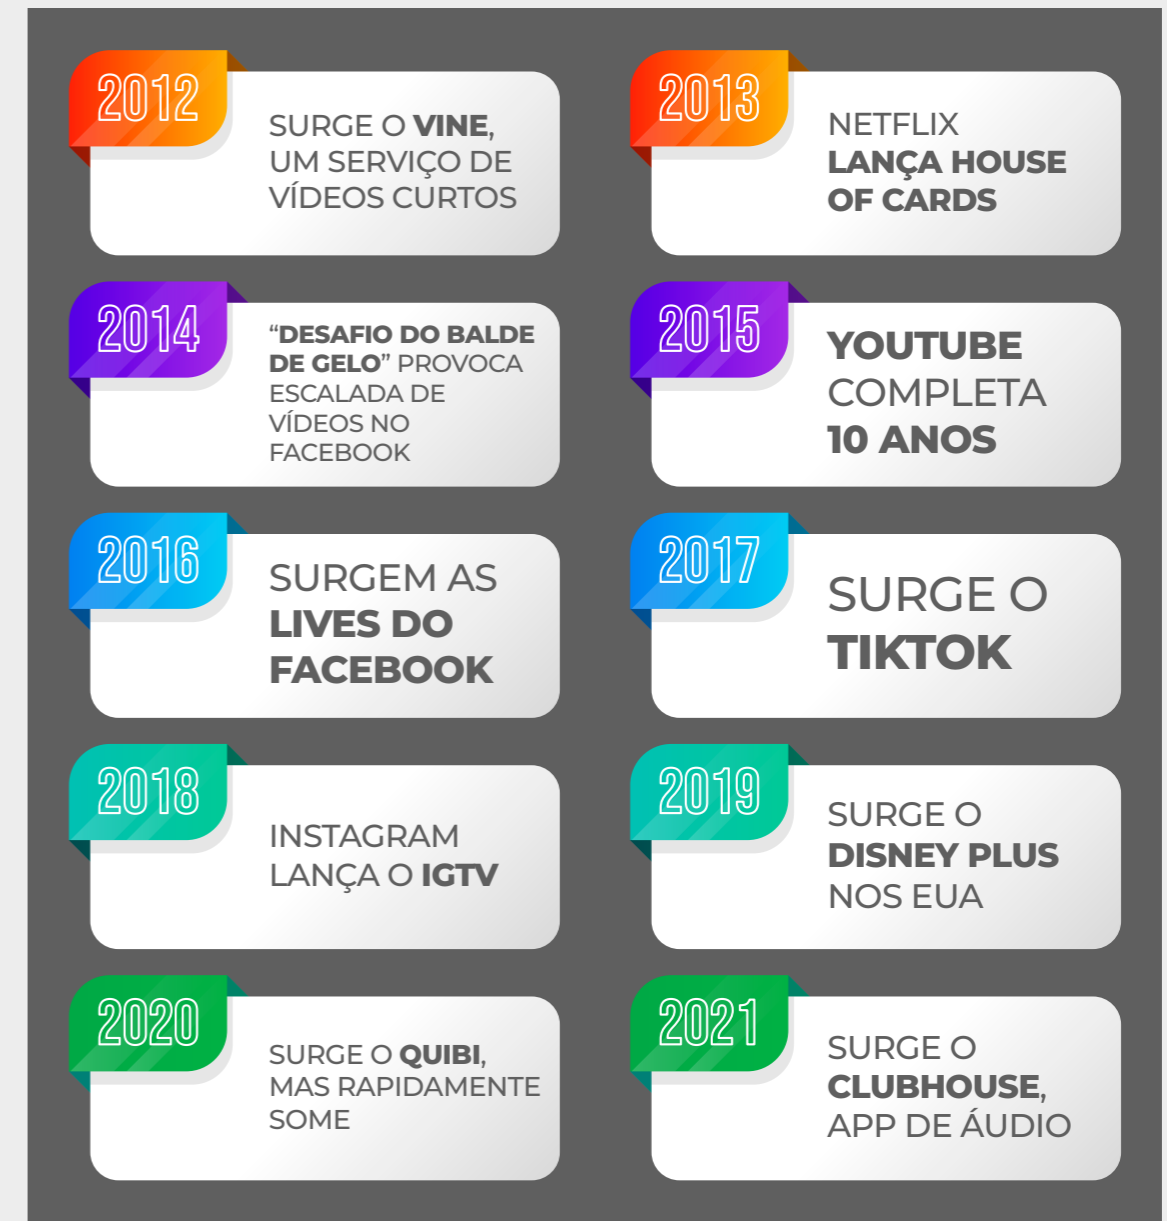 2012
SURGE O VINE,
UM SERVIÇO DE
VÍDEOS CURTOS
2013
NETFLIX
LANÇA HOUSE
OF CARDS
2014
“DESAFIO DO BALDE
DE GELO” PROVOCA
ESCALADA DE
VÍDEOS NO
FACEBOOK
2015
YOUTUBE
COMPLETA
10 ANOS
2016
SURGEM AS
LIVES DO
FACEBOOK
2017
SURGE O
TIKTOK
2018
INSTAGRAM
LANÇA O IGTV
2019
SURGE O
DISNEY PLUS
NOS EUA
2020
SURGE O QUIBI,
MAS RAPIDAMENTE
SOME
2021
SURGE O
CLUBHOUSE,
APP DE ÁUDIO